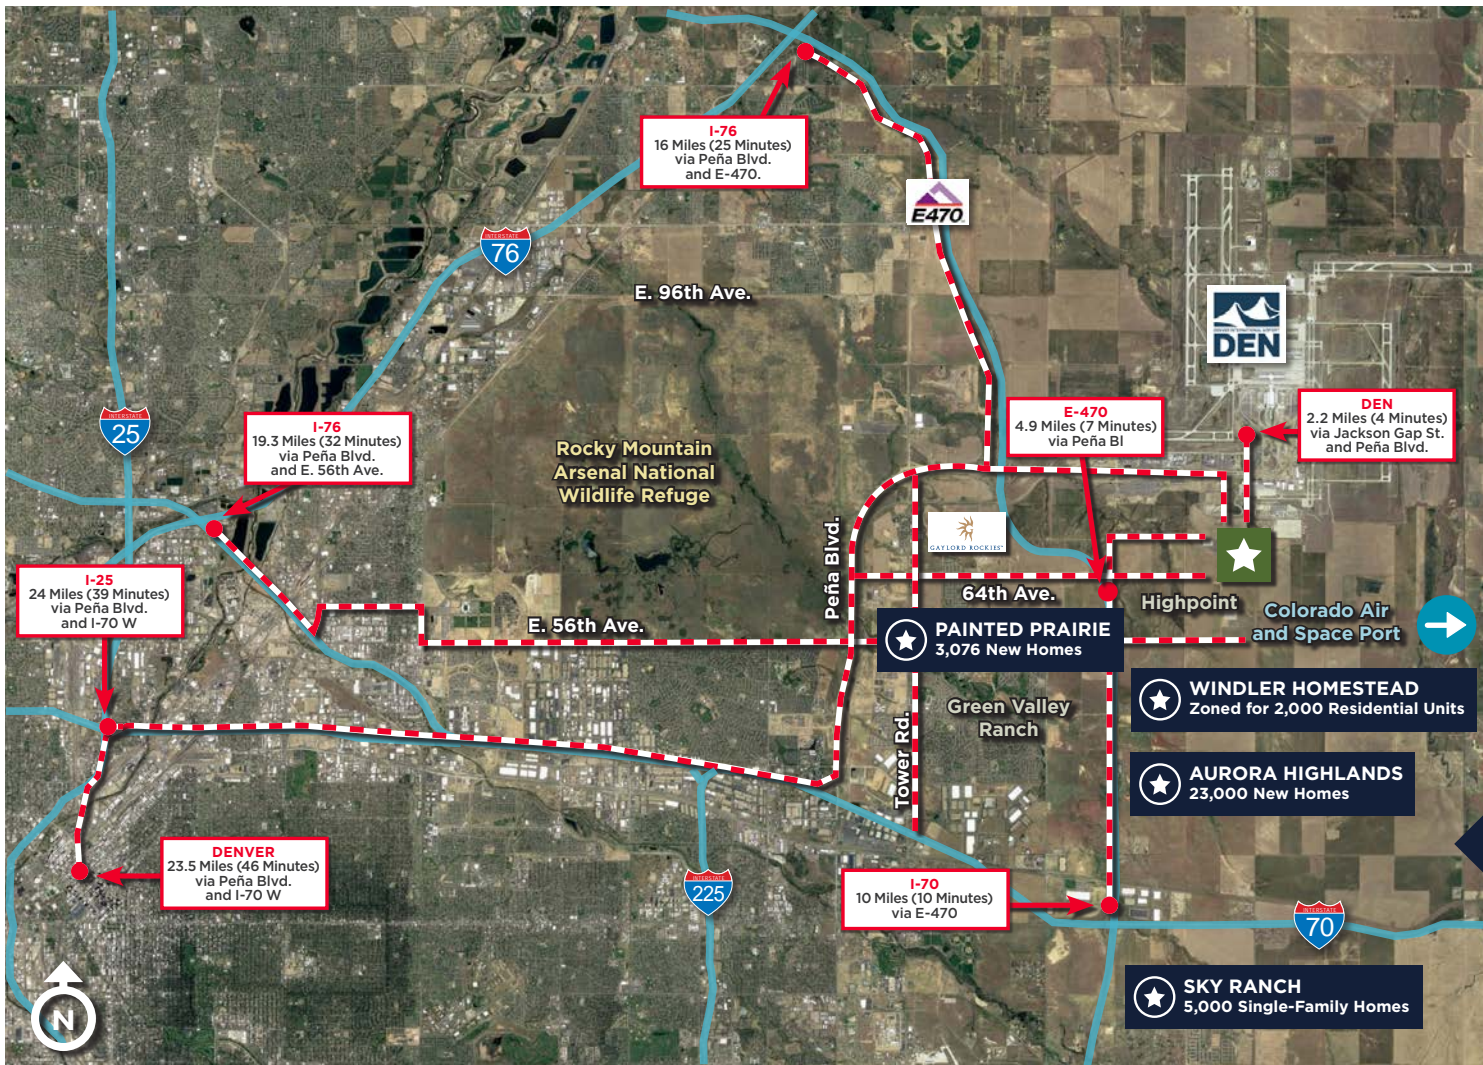 I-76
16 Miles (25 Minutes)
via Peña Blvd.
and E-470.
E470
INTERSTATE
76
E. 96th Ave.
DEN
INTERSTATE
25
I-76
19.3 Miles (32 Minutes)
via Peña Blvd.
and E. 56th Ave.
Rocky Mountain
Arsenal National
Wildlife Refuge
E-470
4.9 Miles (7 Minutes)
via Peña Bl
DEN
2.2 Miles (4 Minutes)
via Jackson Gap St.
and Peña Blvd.
Peña Blvd.
GAYLORD ROCKIES
I-25
24 Miles (39 Minutes)
via Peña Blvd.
and I-70 W
64th Ave.
Highpoint
Colorado Air
and Space Port
E. 56th Ave.
PAINTED PRAIRIE
3,076 New Homes
WINDLER HOMESTEAD
Zoned for 2,000 Residential Units
Green Valley
Ranch
Tower Rd.
AURORA HIGHLANDS
23,000 New Homes
DENVER
23.5 Miles (46 Minutes)
via Peña Blvd.
and I-70 W
INTERSTATE
225
I-70
10 Miles (10 Minutes)
via E-470
INTERSTATE
70
SKY RANCH
5,000 Single-Family Homes
N